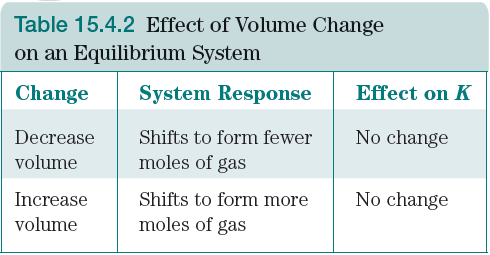 Table 15.4.2 Effect of Volume Change
on an Equilibrium System
Change System Response Effect on K
Decrease Shifts to form fewer No change
volume moles of gas
Increase Shifts to form more No change
volume moles of gas